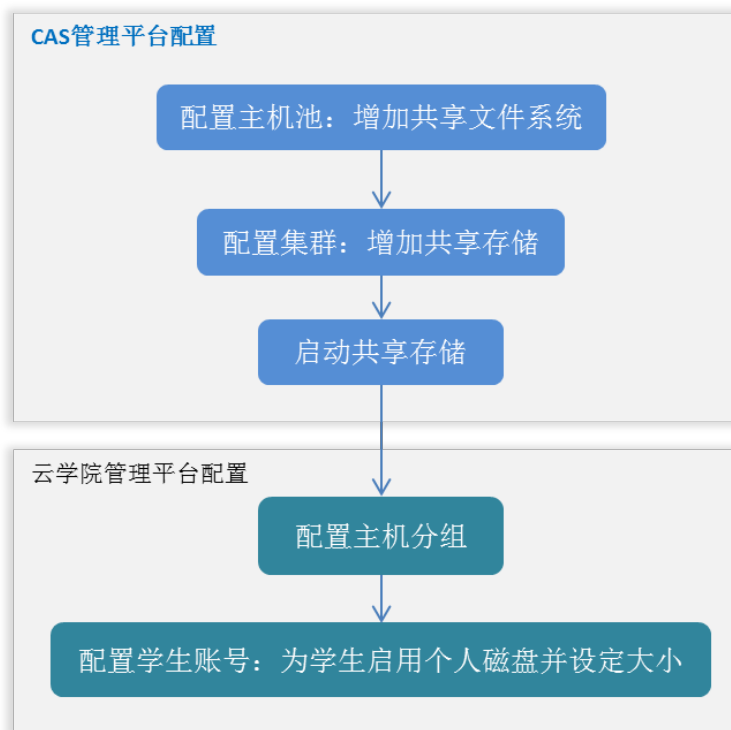 CAS管理平台配置
配置主机池：增加共享文件系统
配置集群：增加共享存储
启动共享存储
云学院管理平台配置
配置主机分组
配置学生账号：为学生启用个人磁盘并设定大小